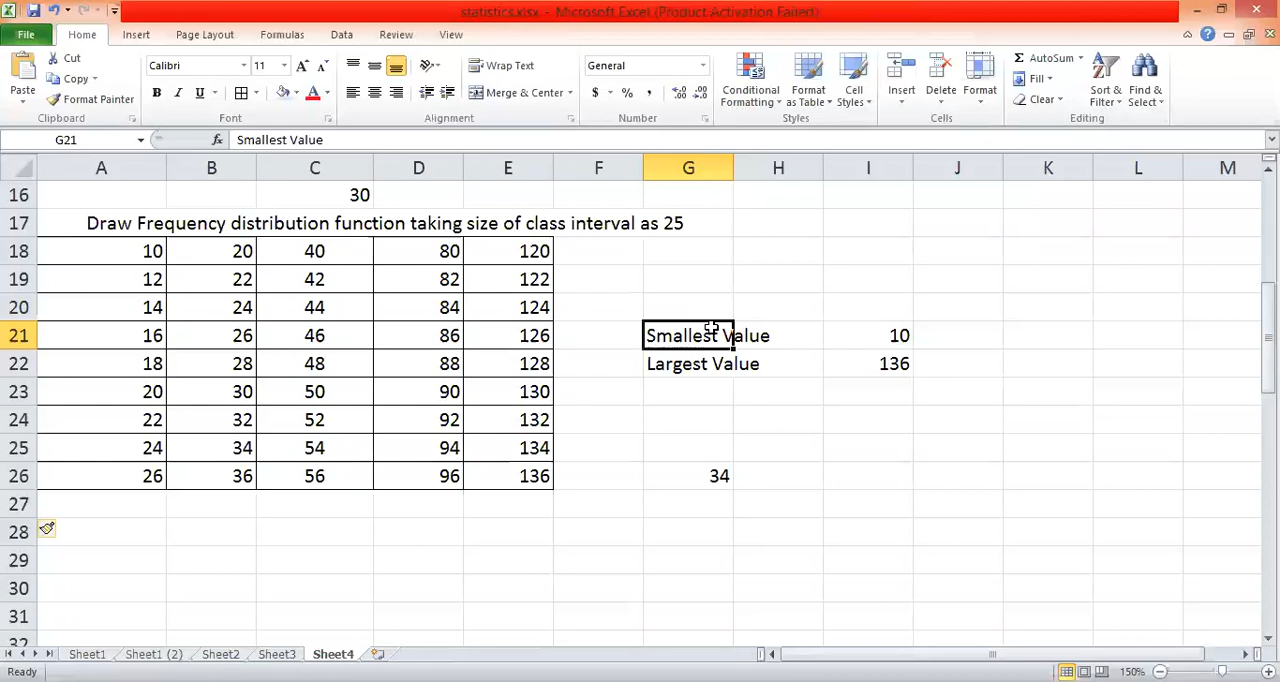 statistics.xlsx - Microsoft Excel (Product Activation Failed)
File Home Insert Page Layout Formulas Data Review View
Paste Cut Copy Format Painter
Calibri 11 A A B I U A
Wrap Text Merge & Center
General $ % ,
Conditional Formatting Format as Table Cell Styles
Insert Delete Format
Σ AutoSum Fill Clear Sort & Filter Find & Select
Clipboard Font Alignment Number Styles Cells Editing
G21 fx Smallest Value
A B C D E F G H I J K L M
16 30
17 Draw Frequency distribution function taking size of class interval as 25
18 10 20 40 80 120
19 12 22 42 82 122
20 14 24 44 84 124
21 16 26 46 86 126 Smallest Value 10
22 18 28 48 88 128 Largest Value 136
23 20 30 50 90 130
24 22 32 52 92 132
25 24 34 54 94 134
26 26 36 56 96 136 34
27
28
29
30
31
32
Sheet1 Sheet1 (2) Sheet2 Sheet3 Sheet4
Ready 150%